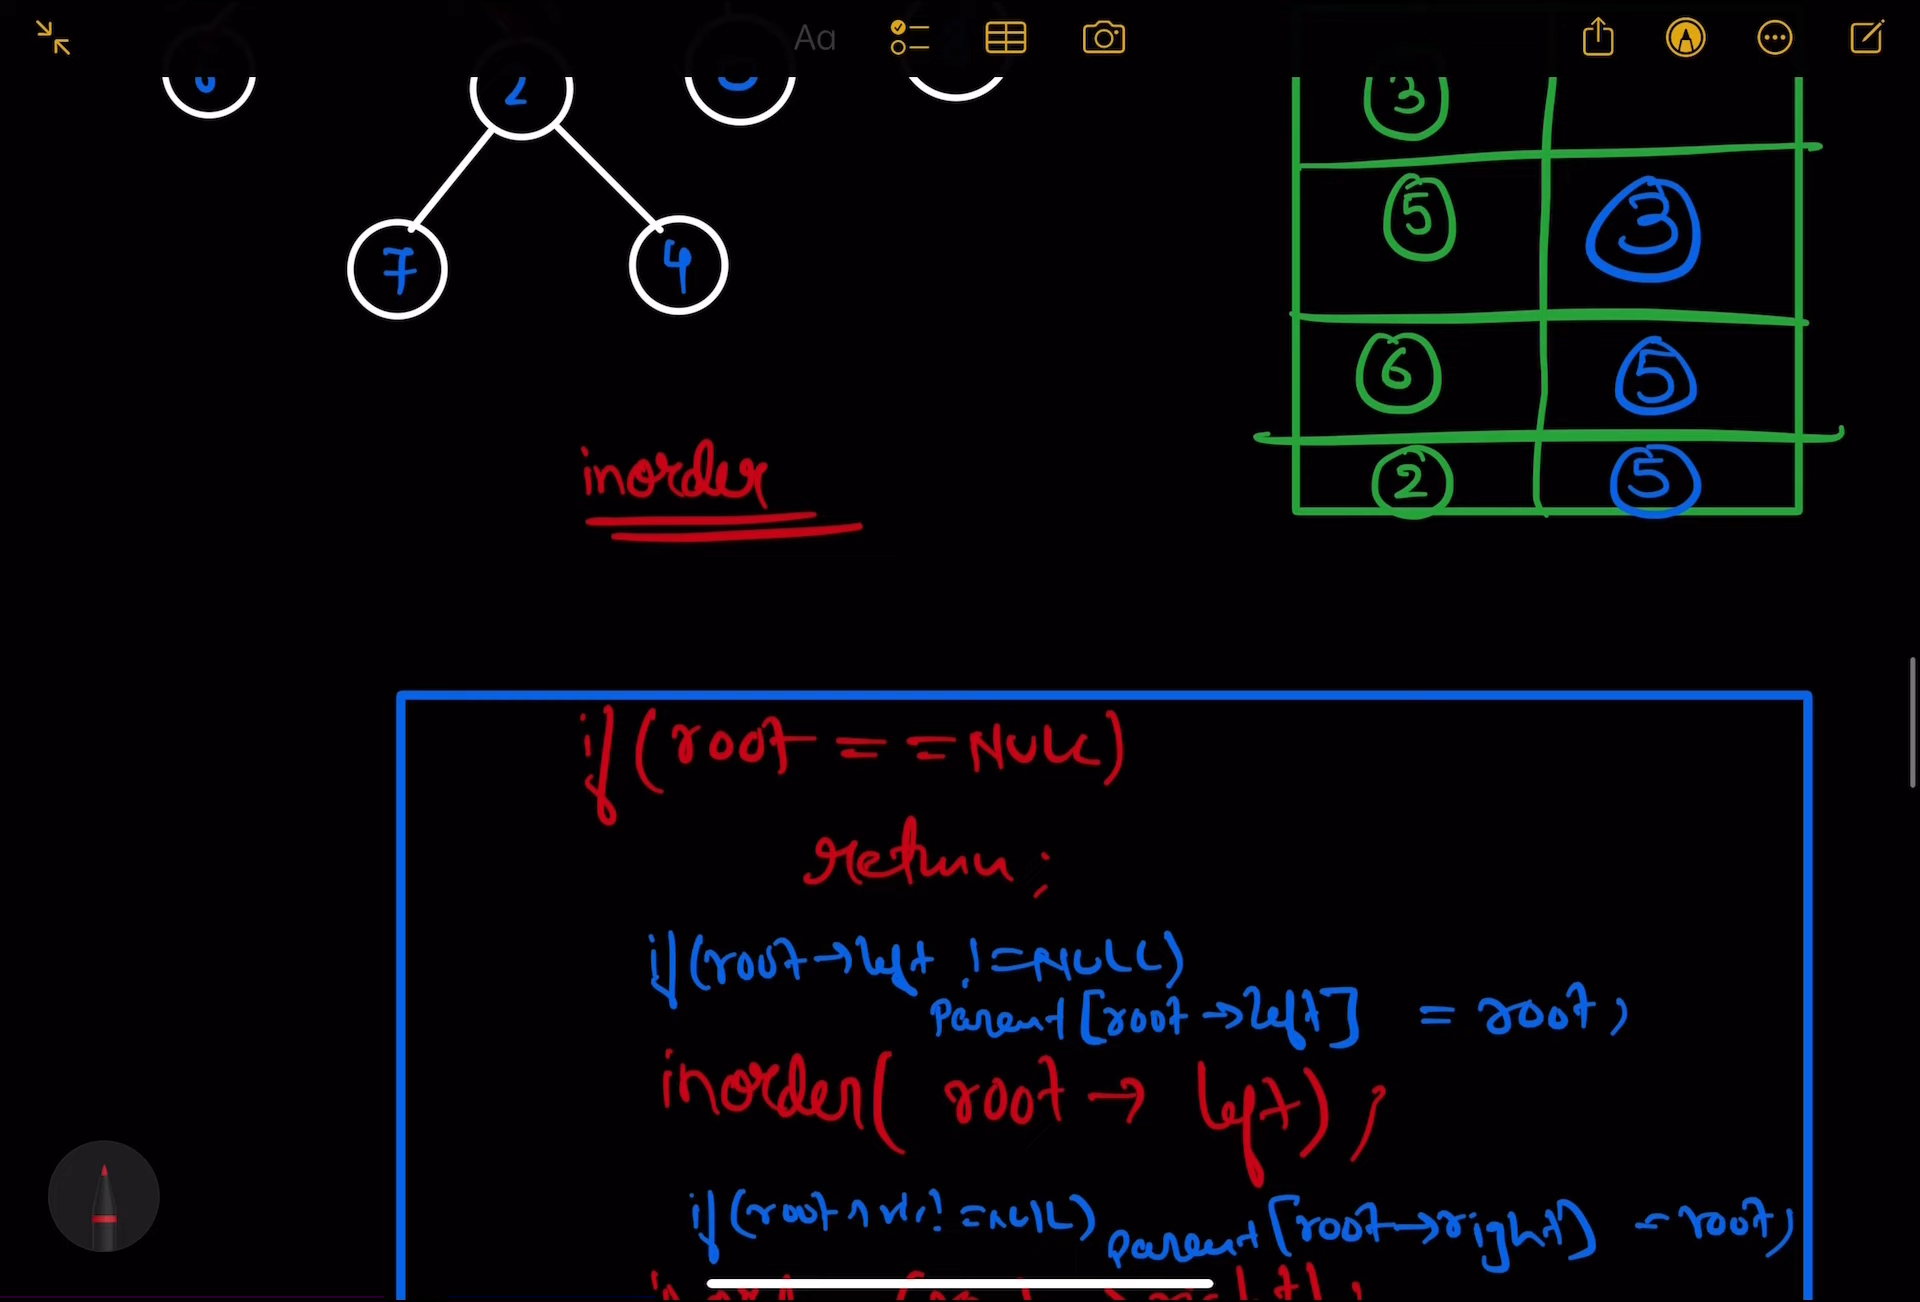 Aa
2
7
4
3
5 3
6 5
2 5
inorder
if (root == NULL)
return;
if (root→left != NULL)
Parent [root→left] = root;
inorder( root → left);
if (root → != NULL) parent [root→right] = root;